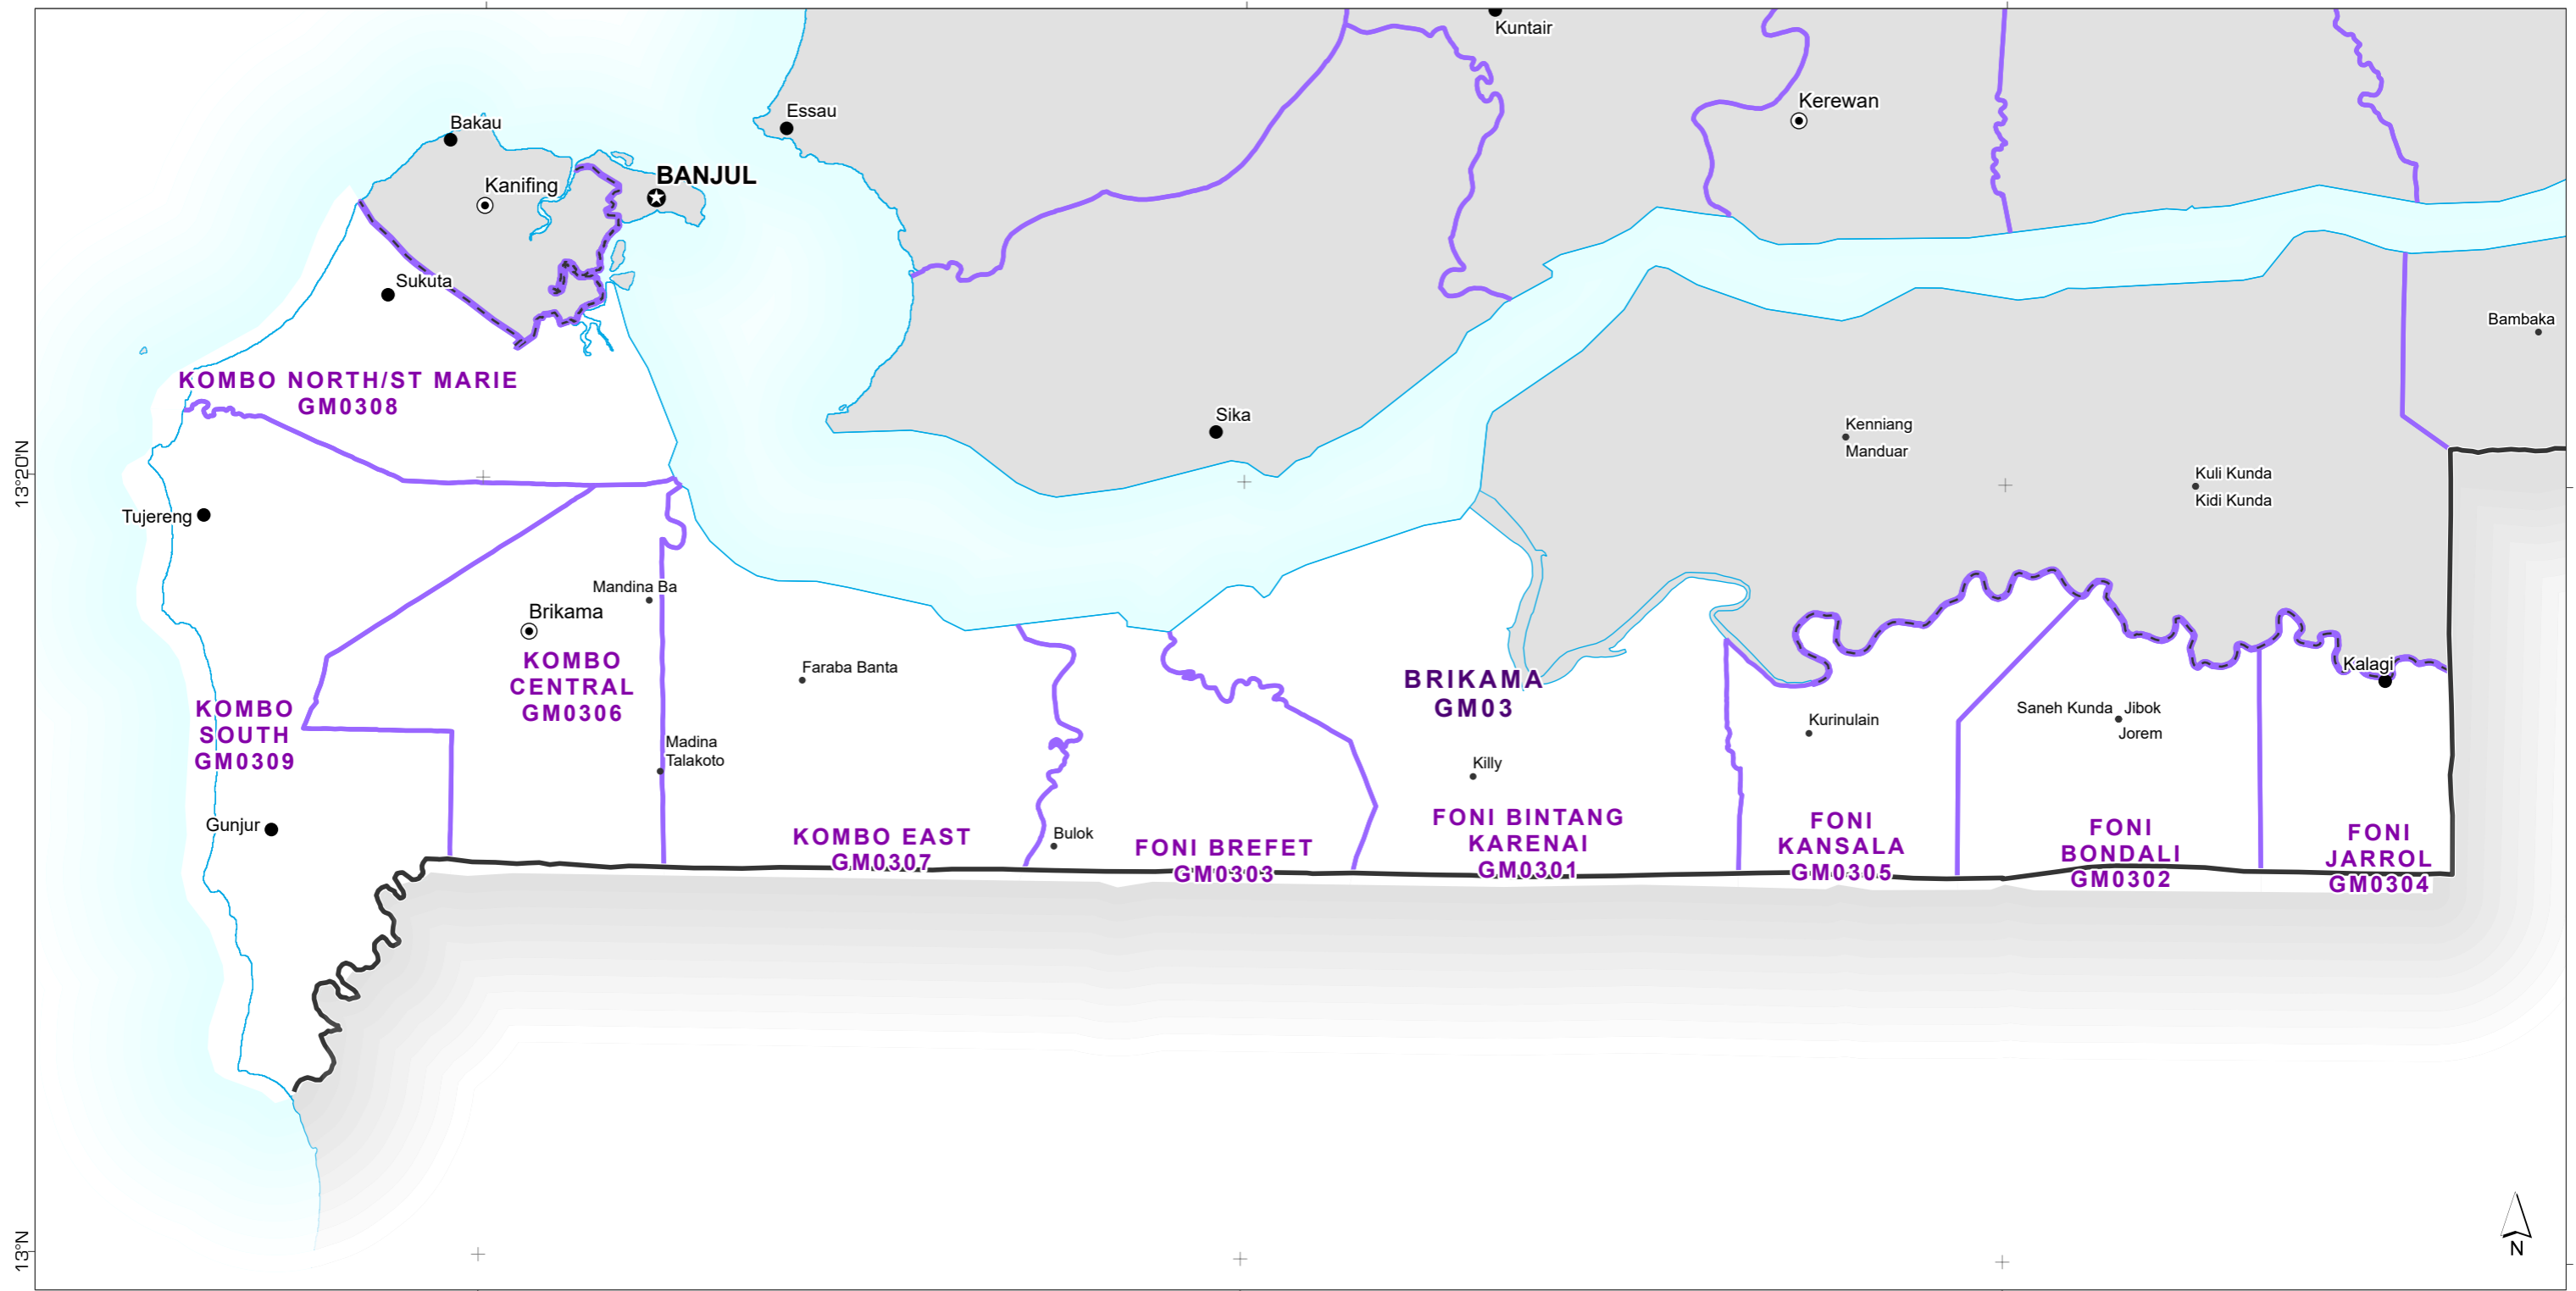 Kuntair
Essau
Kerewan
Bakau
BANJUL
Kanifing
Sukuta
Bambaka
KOMBO NORTH/ST MARIE
GM0308
Sika
Kenniang
Manduar
13°20'N
Kuli Kunda
Kidi Kunda
Tujereng
Mandina Ba
Brikama
KOMBO
CENTRAL
GM0306
Faraba Banta
BRIKAMA
GM03
Kalagi
KOMBO
SOUTH
GM0309
Saneh Kunda
Jibok
Jorem
Kurinulain
Madina
Talakoto
Killy
Gunjur
Bulok
KOMBO EAST
GM0307
FONI BREFET
GM0303
FONI BINTANG
KARENAI
GM0301
FONI
KANSALA
GM0305
FONI
BONDALI
GM0302
FONI
JARROL
GM0304
13°N
N